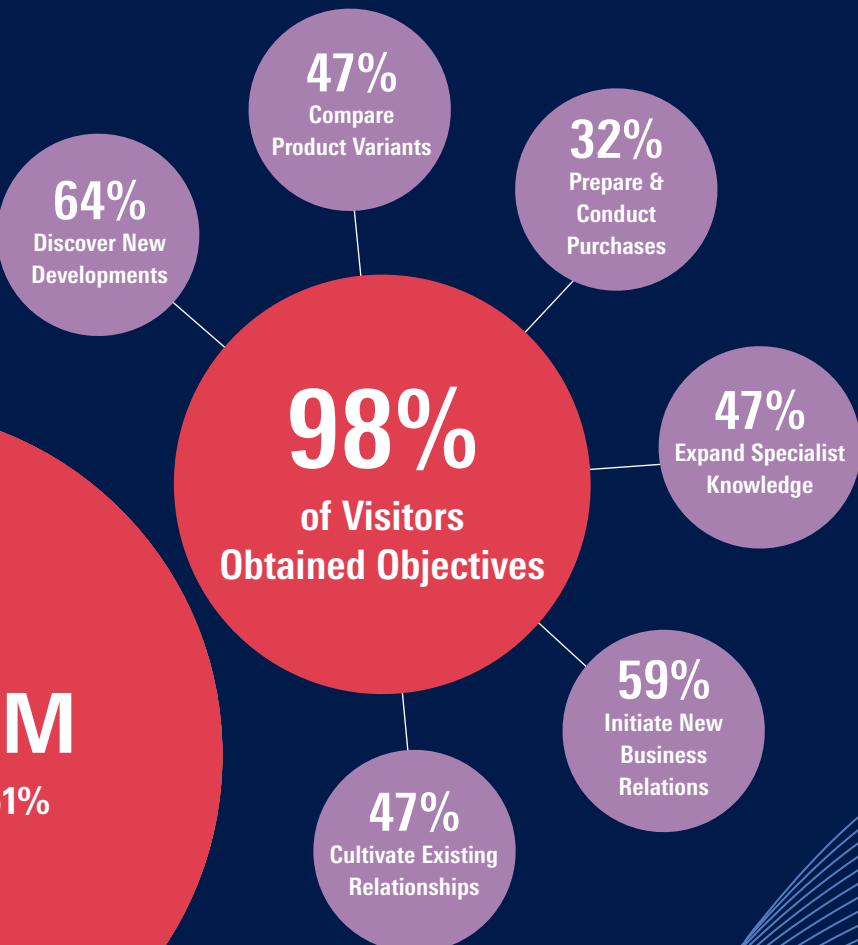 47%
Compare
Product Variants
32%
Prepare &
Conduct
Purchases
64%
Discover New
Developments
98%
of Visitors
Obtained Objectives
47%
Expand Specialist
Knowledge
59%
Initiate New
Business
Relations
M
1%
47%
Cultivate Existing
Relationships